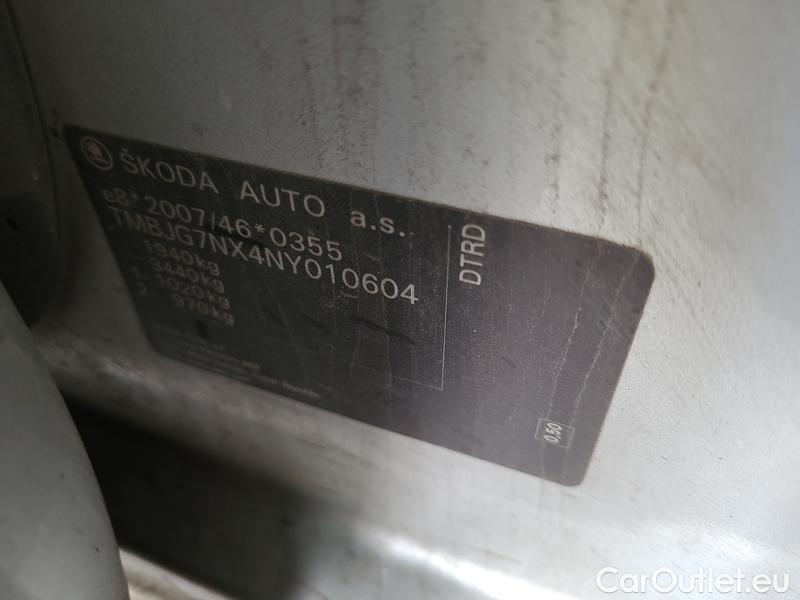 ŠKODA AUTO a.s.
e8*2007/46*0355
TMBJG7NX4NY010604
1940kg
3440kg
1- 1020kg
2- 970kg
DTRD
0.50
CarOutlet.eu